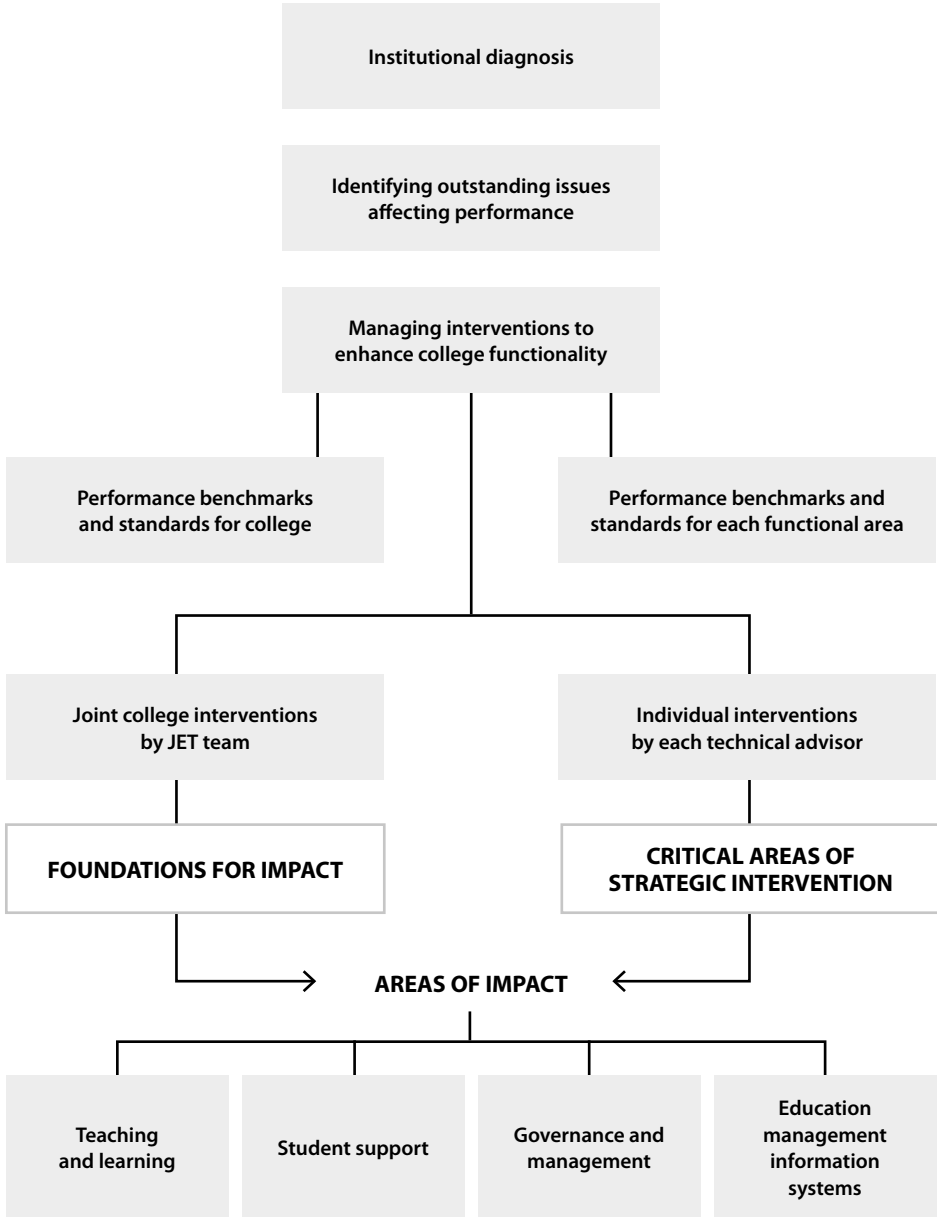 Institutional diagnosis
Identifying outstanding issues
affecting performance
Managing interventions to
enhance college functionality
Performance benchmarks
and standards for college
Performance benchmarks and
standards for each functional area
Joint college interventions
by JET team
Individual interventions
by each technical advisor
FOUNDATIONS FOR IMPACT
CRITICAL AREAS OF
STRATEGIC INTERVENTION
AREAS OF IMPACT
Teaching
and learning
Student support
Governance and
management
Education
management
information
systems